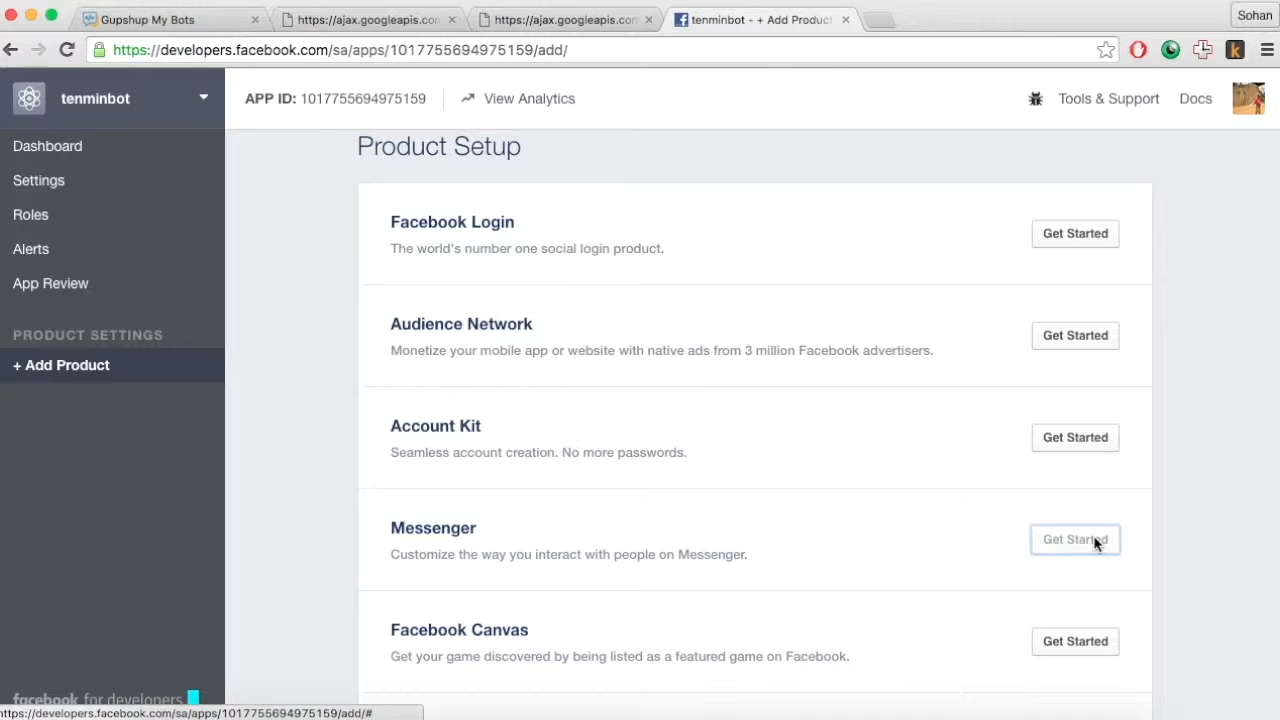 Gupshup My Bots
https://ajax.googleapis.con
https://ajax.googleapis.con
tenminbot - + Add Product
Sohan
https://developers.facebook.com/sa/apps/1017755694975159/add/
tenminbot
APP ID: 1017755694975159
View Analytics
Tools & Support
Docs
Dashboard
Settings
Roles
Alerts
App Review
PRODUCT SETTINGS
+ Add Product
Product Setup
Facebook Login
The world's number one social login product.
Get Started
Audience Network
Monetize your mobile app or website with native ads from 3 million Facebook advertisers.
Get Started
Account Kit
Seamless account creation. No more passwords.
Get Started
Messenger
Customize the way you interact with people on Messenger.
Get Started
Facebook Canvas
Get your game discovered by being listed as a featured game on Facebook.
Get Started
facebook for developers
https://developers.facebook.com/sa/apps/1017755694975159/add/#